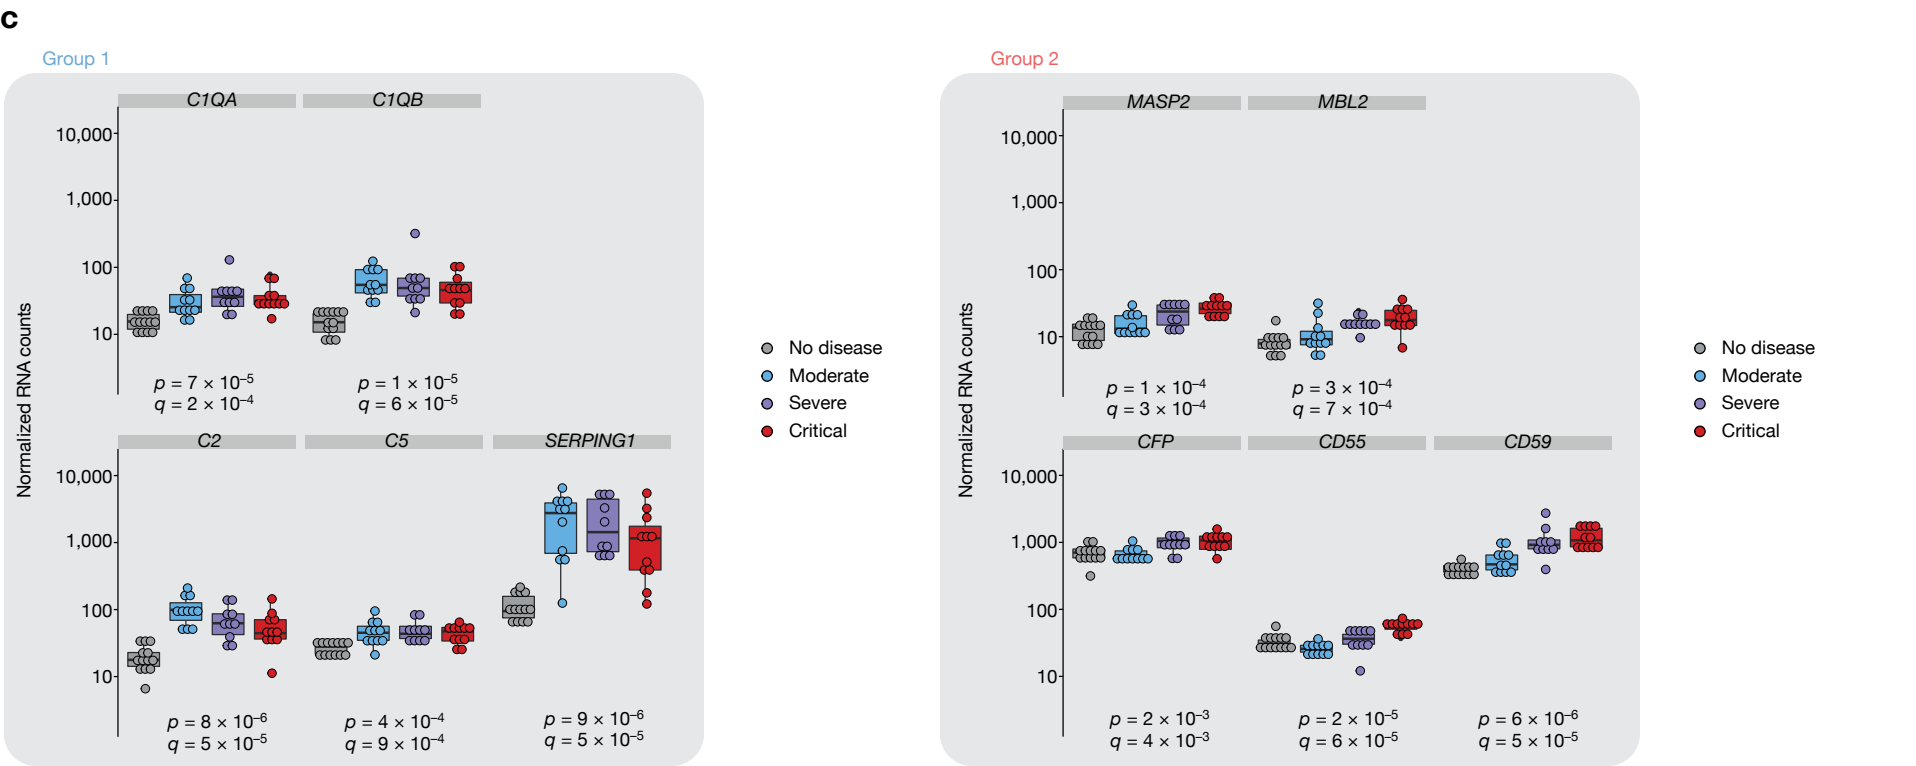 c
Group 1
C1QA
C1QB
10,000
1,000
100
10
p = 7 × 10⁻⁵
q = 2 × 10⁻⁴
p = 1 × 10⁻⁵
q = 6 × 10⁻⁵
Normalized RNA counts
C2
C5
SERPING1
10,000
1,000
100
10
p = 8 × 10⁻⁶
q = 5 × 10⁻⁵
p = 4 × 10⁻⁴
q = 9 × 10⁻⁴
p = 9 × 10⁻⁶
q = 5 × 10⁻⁵
No disease
Moderate
Severe
Critical
Group 2
MASP2
MBL2
10,000
1,000
100
10
p = 1 × 10⁻⁴
q = 3 × 10⁻⁴
p = 3 × 10⁻⁴
q = 7 × 10⁻⁴
Normalized RNA counts
CFP
CD55
CD59
10,000
1,000
100
10
p = 2 × 10⁻³
q = 4 × 10⁻³
p = 2 × 10⁻⁵
q = 6 × 10⁻⁵
p = 6 × 10⁻⁶
q = 5 × 10⁻⁵
No disease
Moderate
Severe
Critical